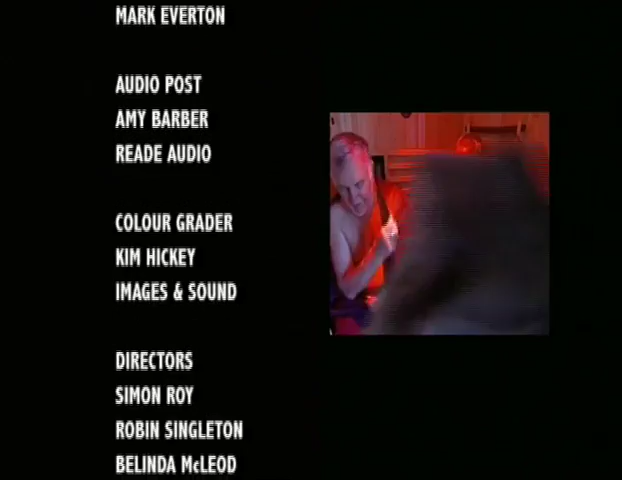 MARK EVERTON
AUDIO POST
AMY BARBER
READE AUDIO
COLOUR GRADER
KIM HICKEY
IMAGES & SOUND
DIRECTORS
SIMON ROY
ROBIN SINGLETON
BELINDA McLEOD